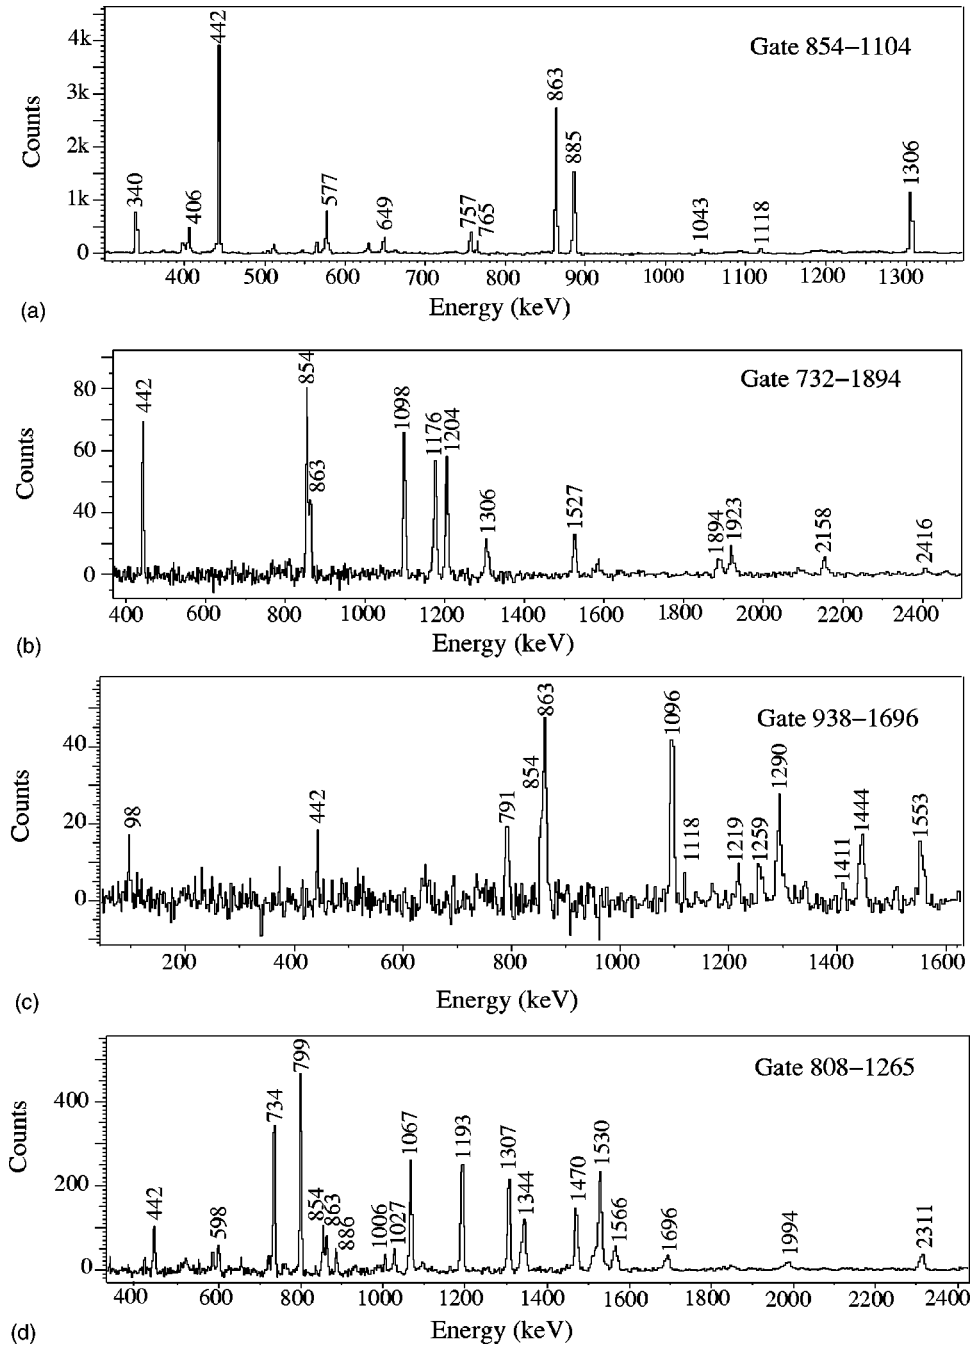 Gate 854−1104
4k
3k
2k
1k
0
Counts
340
406
442
577
649
757
765
863
885
1043
1118
1306
400 500 600 700 800 900 1000 1100 1200 1300
Energy (keV)
(a)
Gate 732−1894
80
60
40
20
0
Counts
442
854
863
1098
1176
1204
1306
1527
1894
1923
2158
2416
400 600 800 1000 1200 1400 1600 1800 2000 2200 2400
Energy (keV)
(b)
Gate 938−1696
40
20
0
Counts
98
442
791
854
863
1096
1118
1219
1259
1290
1411
1444
1553
200 400 600 800 1000 1200 1400 1600
Energy (keV)
(c)
Gate 808−1265
400
200
0
Counts
442
598
734
799
854
863
886
1006
1027
1067
1193
1307
1344
1470
1530
1566
1696
1994
2311
400 600 800 1000 1200 1400 1600 1800 2000 2200 2400
Energy (keV)
(d)